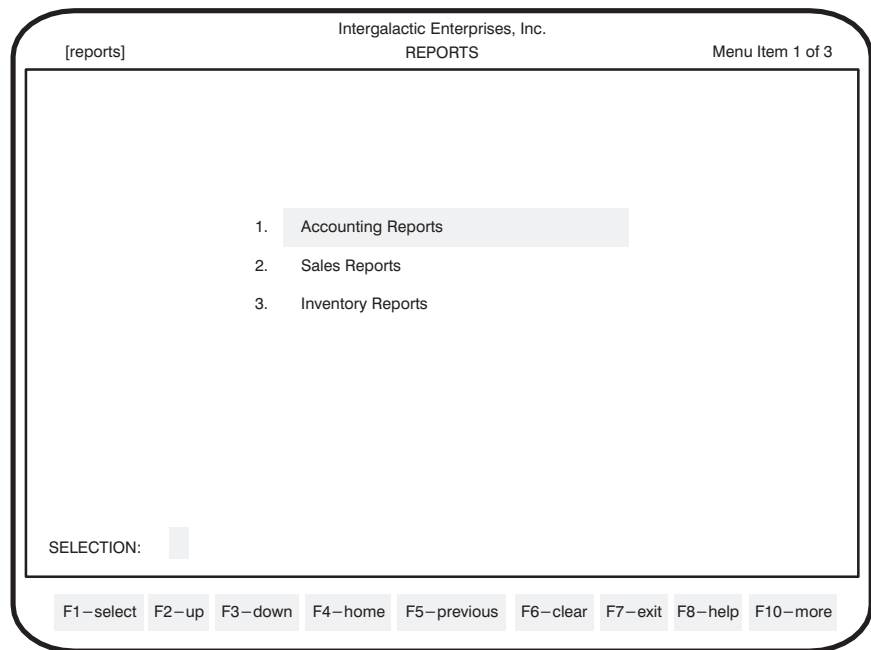 Intergalactic Enterprises, Inc.
[reports] REPORTS Menu Item 1 of 3
1. Accounting Reports
2. Sales Reports
3. Inventory Reports
SELECTION:
F1−select F2−up F3−down F4−home F5−previous F6−clear F7−exit F8−help F10−more